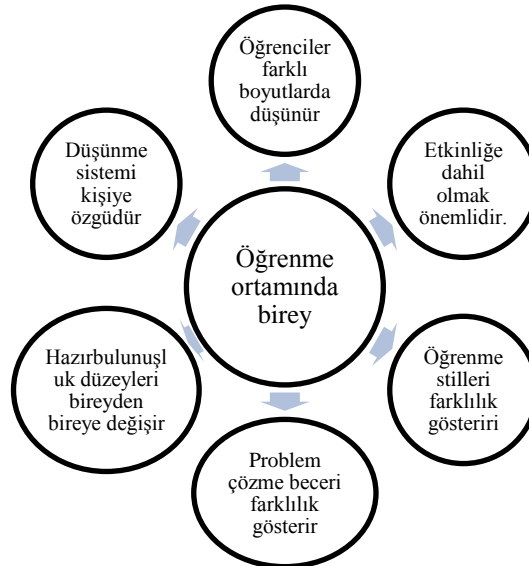 Öğrenciler
farklı
boyutlarda
düşünür
Düşünme
sistemi
kişiye
özgüdür
Etkinliğe
dahil
olmak
önemlidir.
Öğrenme
ortamında
birey
Hazırbulunuşl
uk düzeyleri
bireyden
bireye değişir
Öğrenme
stilleri
farklılık
gösteriri
Problem
çözme beceri
farklılık
gösterir